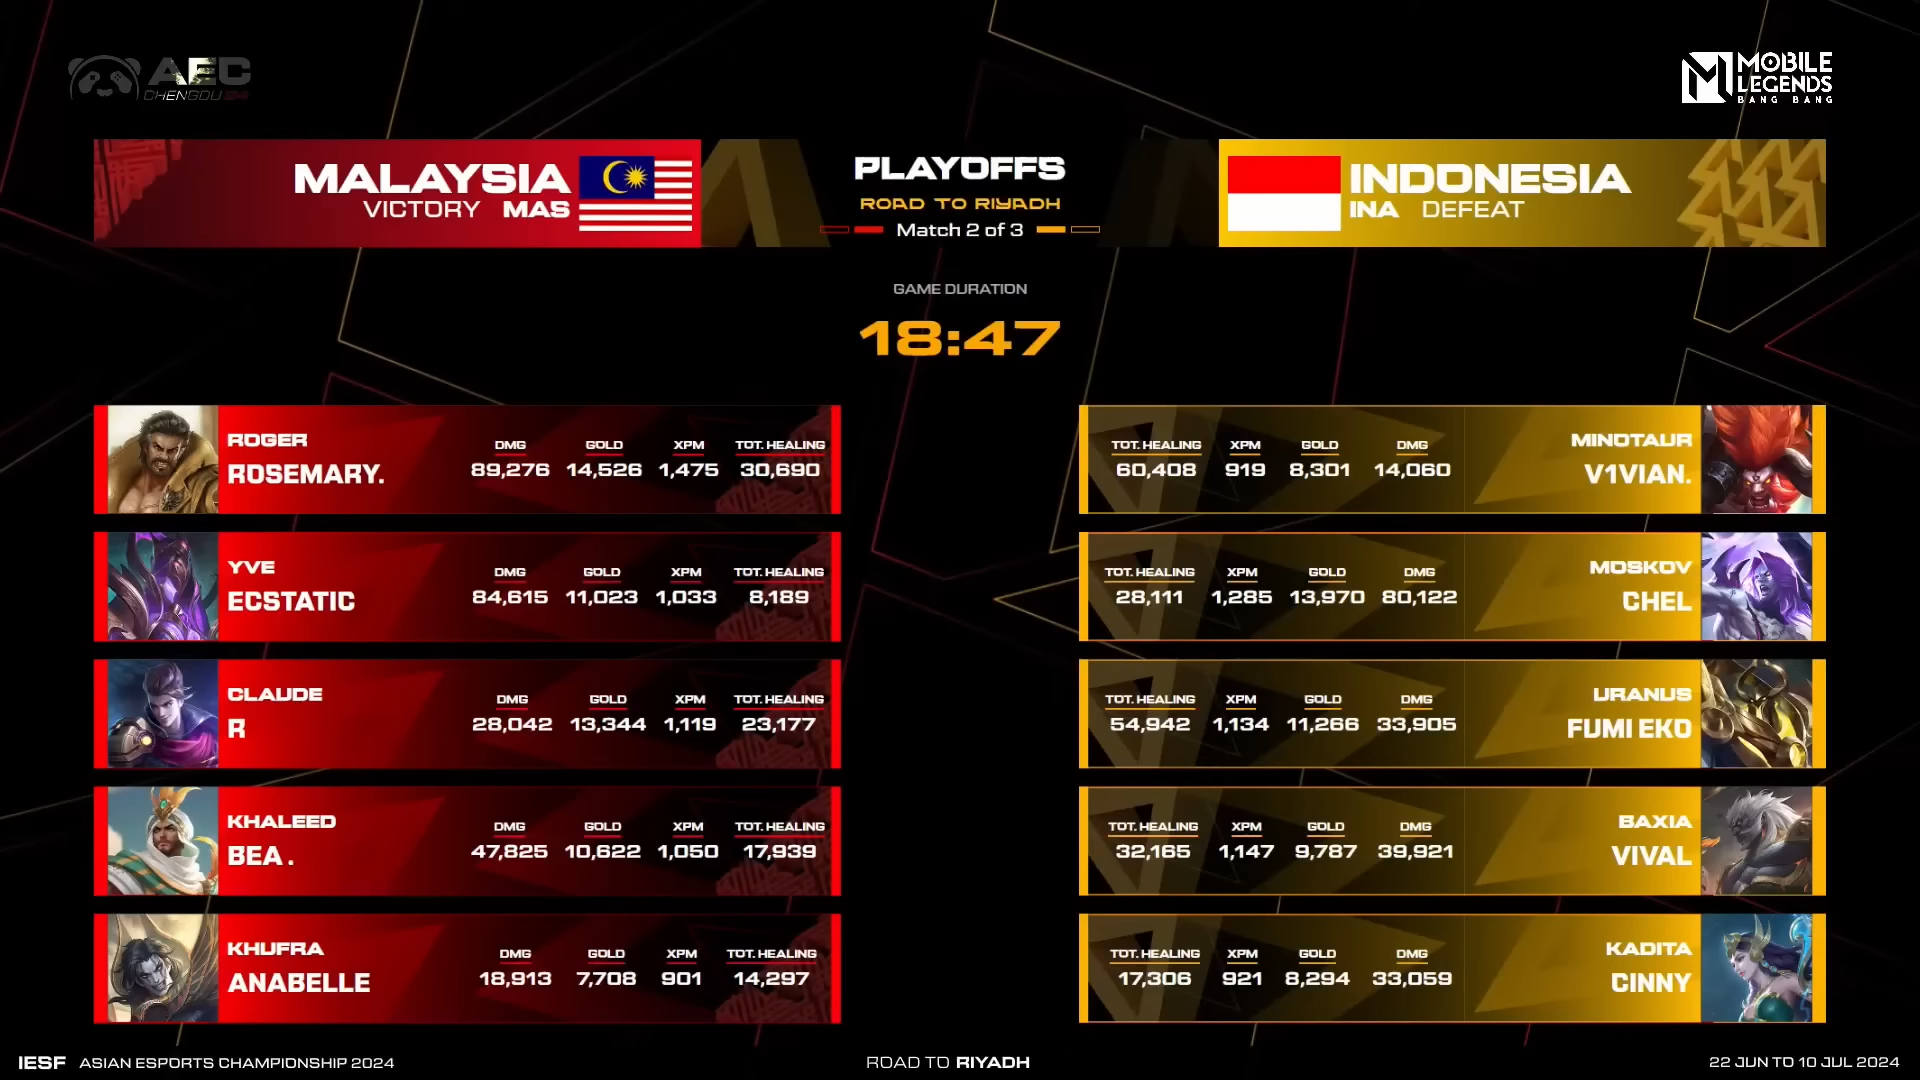 AEC
CHENGDU 24
MOBILE
LEGENDS
BANG BANG
MALAYSIA
VICTORY MAS
PLAYOFFS
ROAD TO RIYADH
Match 2 of 3
INDONESIA
INA DEFEAT
GAME DURATION
18:47
ROGER
ROSEMARY.
DMG GOLD XPM TOT. HEALING
89,276 14,526 1,475 30,690
YVE
ECSTATIC
DMG GOLD XPM TOT. HEALING
84,615 11,023 1,033 8,189
CLAUDE
R
DMG GOLD XPM TOT. HEALING
28,042 13,344 1,119 23,177
KHALEED
BEA .
DMG GOLD XPM TOT. HEALING
47,825 10,622 1,050 17,939
KHUFRA
ANABELLE
DMG GOLD XPM TOT. HEALING
18,913 7,708 901 14,297
TOT. HEALING XPM GOLD DMG
60,408 919 8,301 14,060
MINOTAUR
V1VIAN.
TOT. HEALING XPM GOLD DMG
28,111 1,285 13,970 80,122
MOSKOV
CHEL
TOT. HEALING XPM GOLD DMG
54,942 1,134 11,266 33,905
URANUS
FUMI EKO
TOT. HEALING XPM GOLD DMG
32,165 1,147 9,787 39,921
BAXIA
VIVAL
TOT. HEALING XPM GOLD DMG
17,306 921 8,294 33,059
KADITA
CINNY
IESF ASIAN ESPORTS CHAMPIONSHIP 2024
ROAD TO RIYADH
22 JUN TO 10 JUL 2024